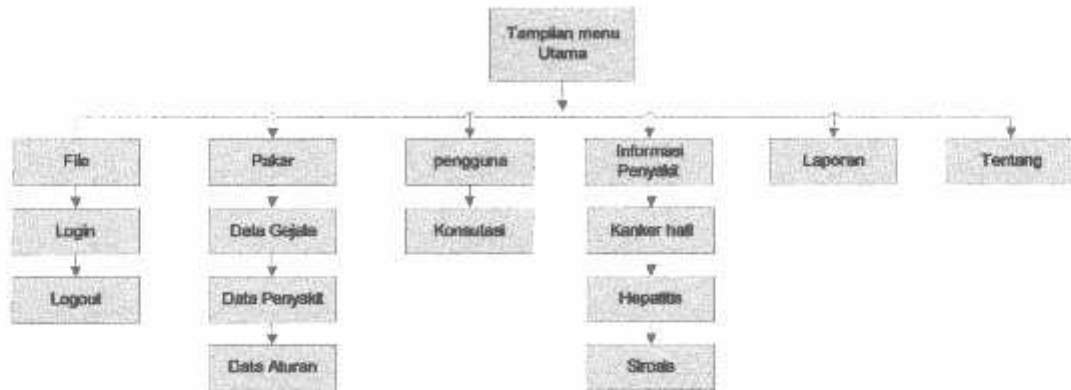 Tampilan menu
Utama
File
Pakar
pengguna
Informasi
Penyakit
Laporan
Tentang
Login
Data Gejala
Konsultasi
Kanker hati
Logout
Data Penyakit
Hepatitis
Data Aturan
Sirosis